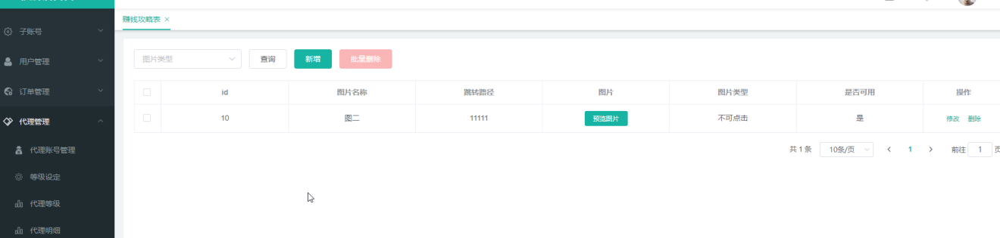 赚钱攻略表 ×
子账号
用户管理
订单管理
代理管理
代理账号管理
等级设定
代理等级
代理明细
图片类型 查询 新增 批量删除
id 图片名称 跳转路径 图片 图片类型 是否可用 操作
10 图二 11111 预览图片 不可点击 是 修改 删除
共 1 条 10条/页 < 1 > 前往 1 页